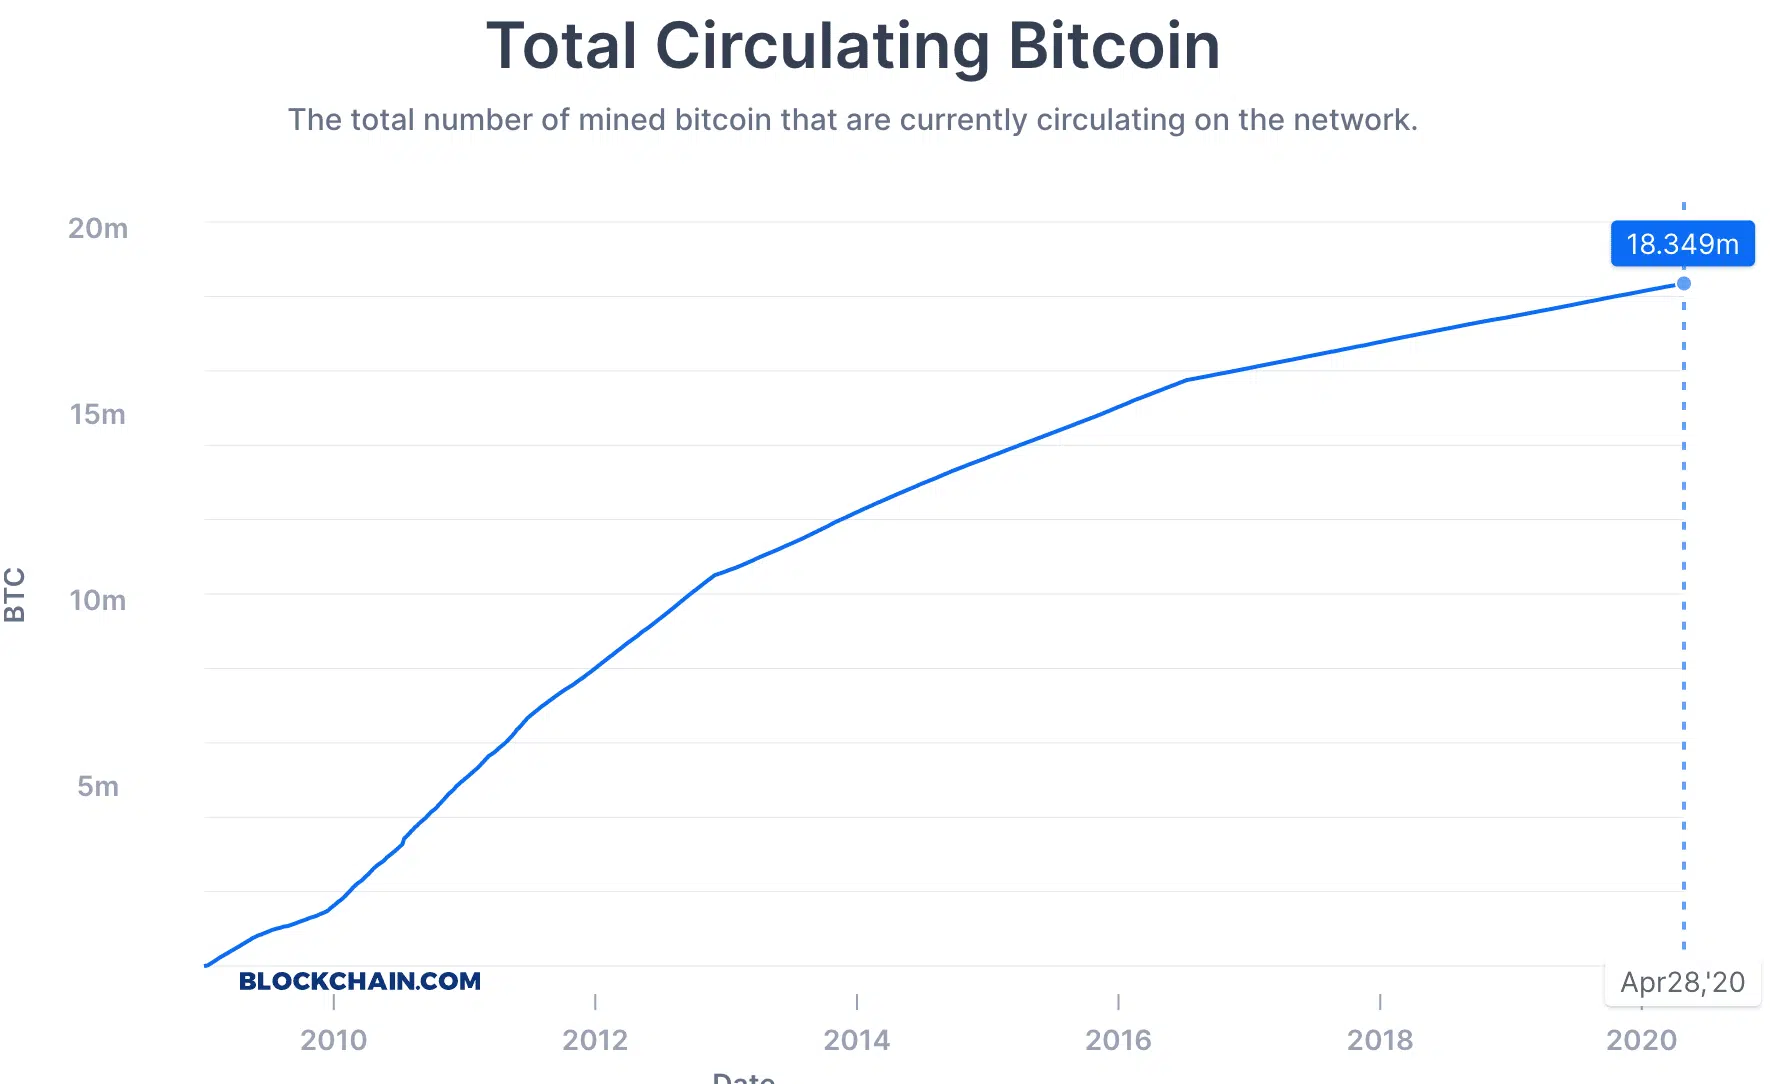 Total Circulating Bitcoin
The total number of mined bitcoin that are currently circulating on the network.
20m
18.349m
15m
10m
BTC
5m
BLOCKCHAIN.COM
Apr28,'20
2010 2012 2014 2016 2018 2020
Date